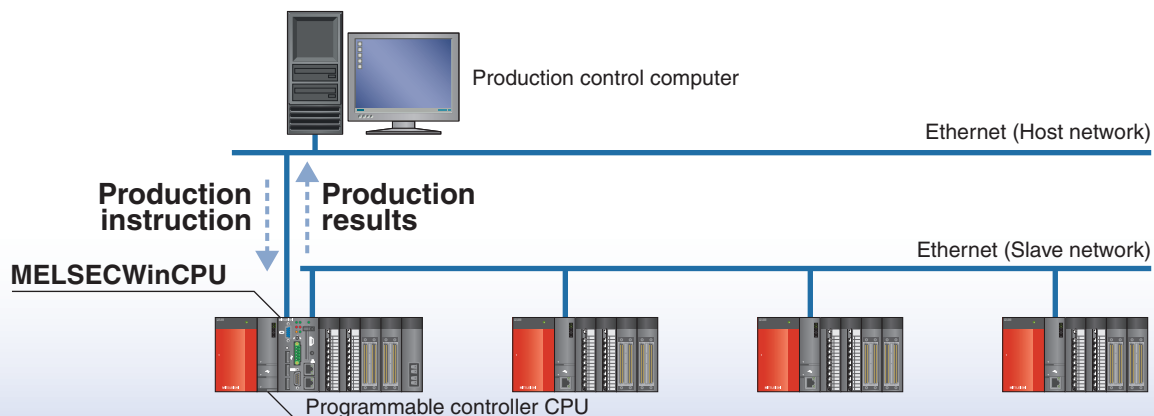 Production control computer
Ethernet (Host network)
Production
instruction
Production
results
Ethernet (Slave network)
MELSECWinCPU
Programmable controller CPU